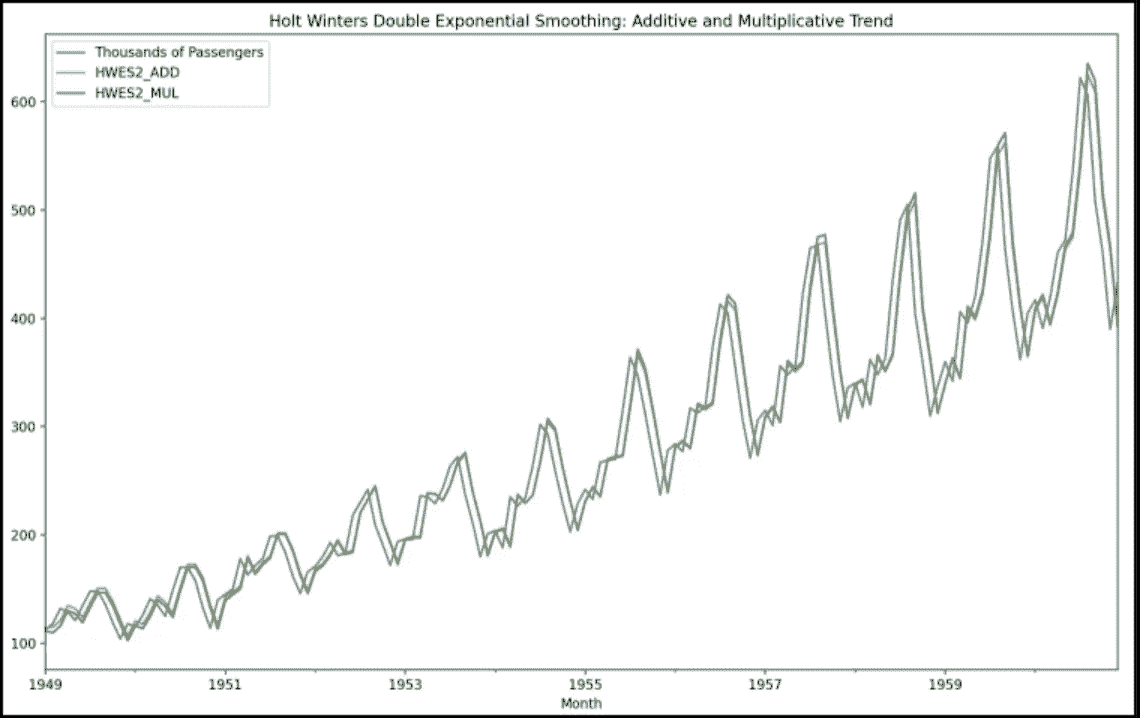 Holt Winters Double Exponential Smoothing: Additive and Multiplicative Trend
Thousands of Passengers
HWES2_ADD
HWES2_MUL
600
500
400
300
200
100
1949 1951 1953 1955 1957 1959
Month